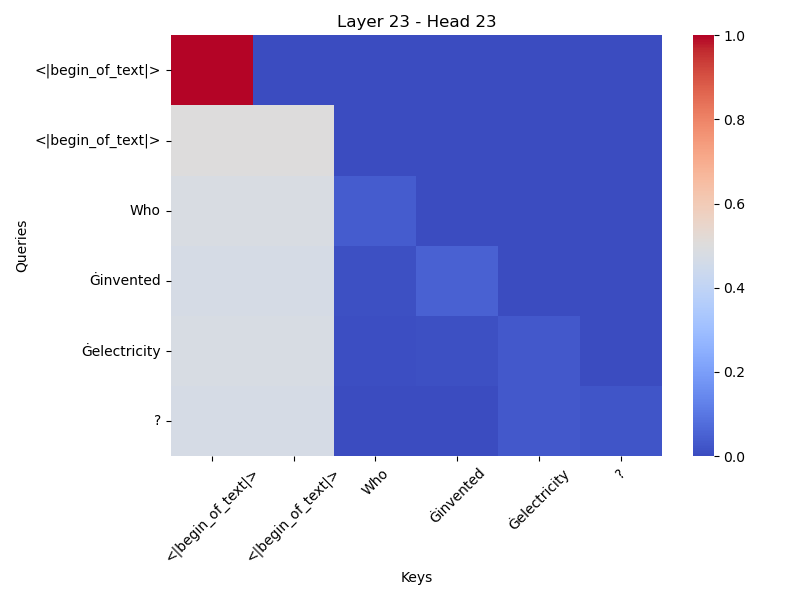 Layer 23 - Head 23
<|begin_of_text|>
<|begin_of_text|>
Who
Ġinvented
Ġelectricity
?
Queries
<|begin_of_text|>
<|begin_of_text|>
Who
Ġinvented
Ġelectricity
?
Keys
1.0
0.8
0.6
0.4
0.2
0.0